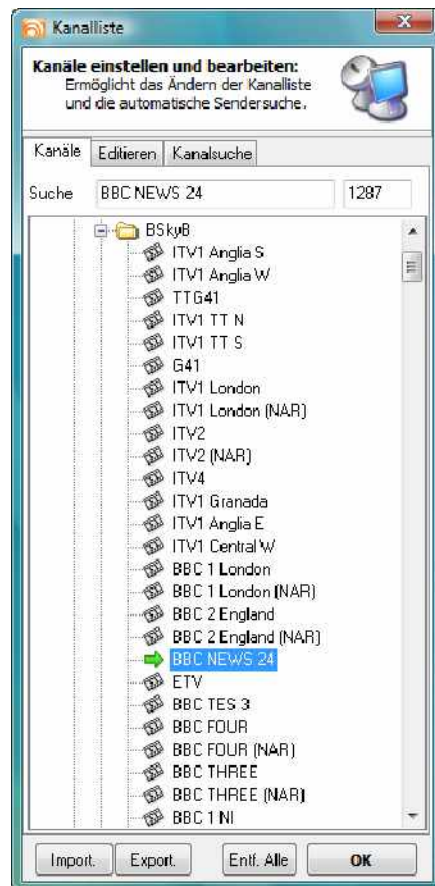 Kanalliste
Kanäle einstellen und bearbeiten:
Ermöglicht das Ändern der Kanalliste
und die automatische Sendersuche.
Kanäle Editieren Kanalsuche
Suche BBC NEWS 24 1287
BSkyB
ITV1 Anglia S
ITV1 Anglia W
TTG41
ITV1 TT N
ITV1 TT S
G41
ITV1 London
ITV1 London (NAR)
ITV2
ITV2 (NAR)
ITV4
ITV1 Granada
ITV1 Anglia E
ITV1 Central W
BBC 1 London
BBC 1 London (NAR)
BBC 2 England
BBC 2 England (NAR)
BBC NEWS 24
ETV
BBC TES 3
BBC FOUR
BBC FOUR (NAR)
BBC THREE
BBC THREE (NAR)
BBC 1 NI
Import. Export. Entf. Alle OK